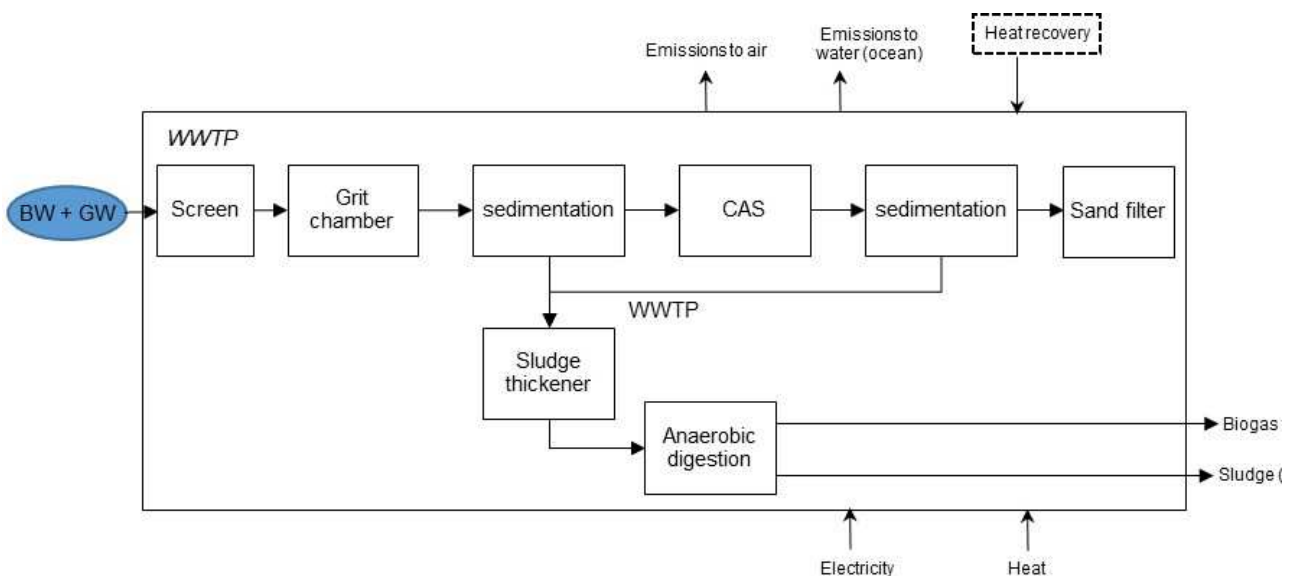 Emissions to air
Emissions to
water (ocean)
Heat recovery
WWTP
BW + GW
Screen
Grit
chamber
sedimentation
CAS
sedimentation
Sand filter
WWTP
Sludge
thickener
Anaerobic
digestion
Biogas
Sludge (
Electricity
Heat